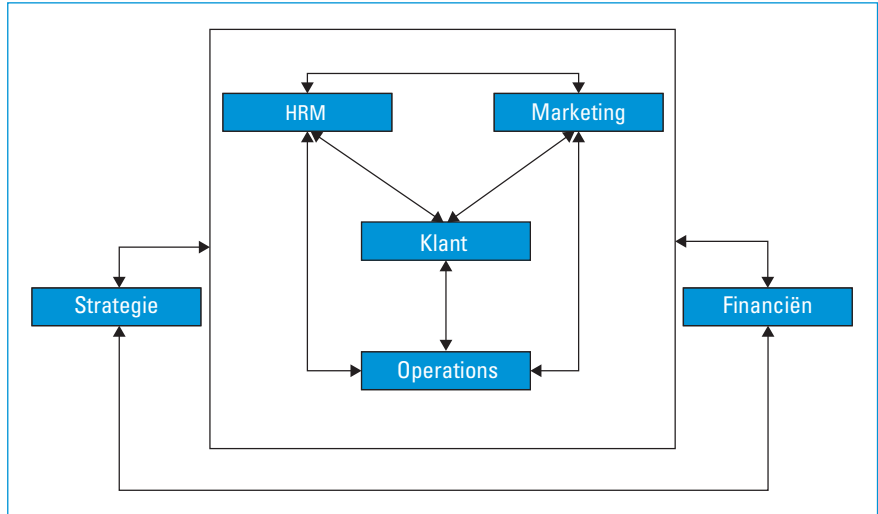 HRM
Marketing
Klant
Strategie
Financiën
Operations